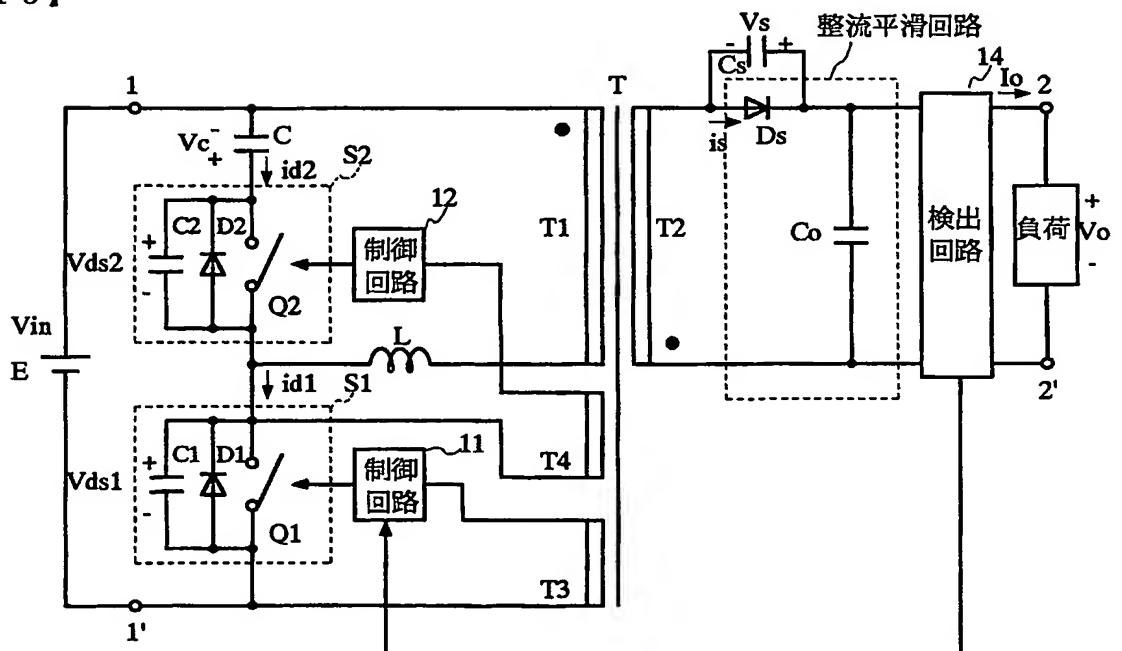 1
Vc
-
+
C
id2
S2
C2
D2
Vds2
+
-
Q2
12
制御
回路
Vin
E
L
id1
S1
C1
D1
Vds1
+
-
Q1
11
制御
回路
1'
T
T1
T2
T3
T4
Vs
-
+
Cs
is
Ds
整流平滑回路
Co
14
検出
回路
Io
2
負荷
+
Vo
-
2'